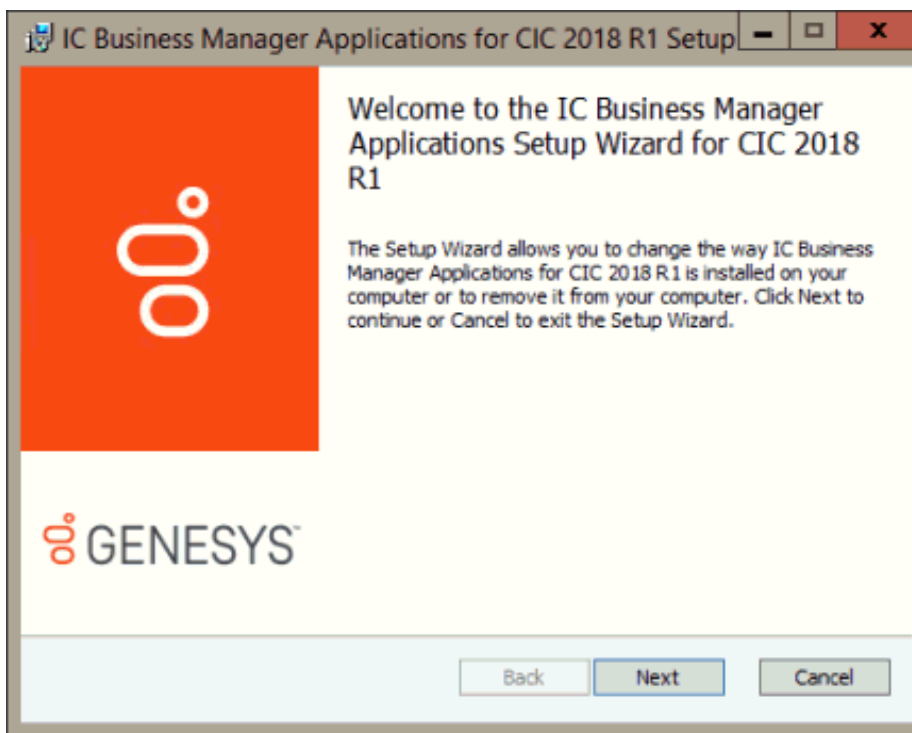 IC Business Manager Applications for CIC 2018 R1 Setup
Welcome to the IC Business Manager
Applications Setup Wizard for CIC 2018
R1
The Setup Wizard allows you to change the way IC Business
Manager Applications for CIC 2018 R1 is installed on your
computer or to remove it from your computer. Click Next to
continue or Cancel to exit the Setup Wizard.
GENESYS™
Back Next Cancel